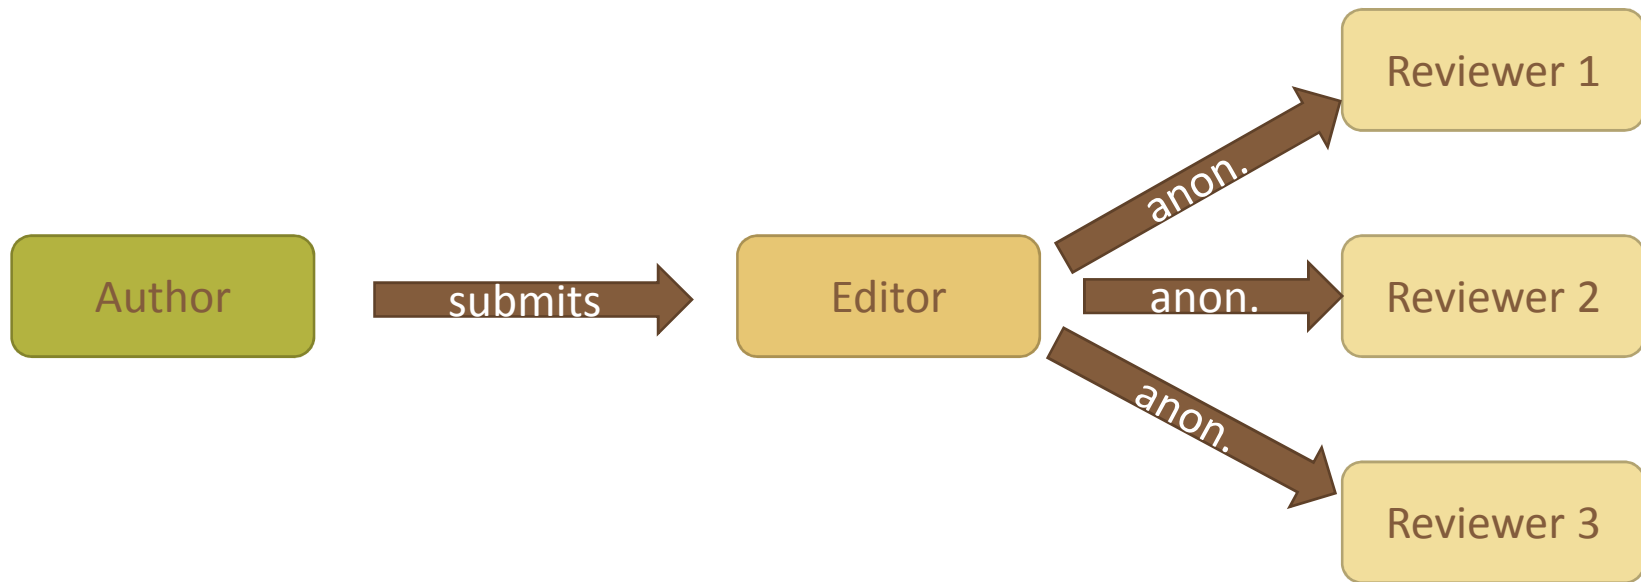 Author
submits
Editor
anon.
anon.
anon.
Reviewer 1
Reviewer 2
Reviewer 3